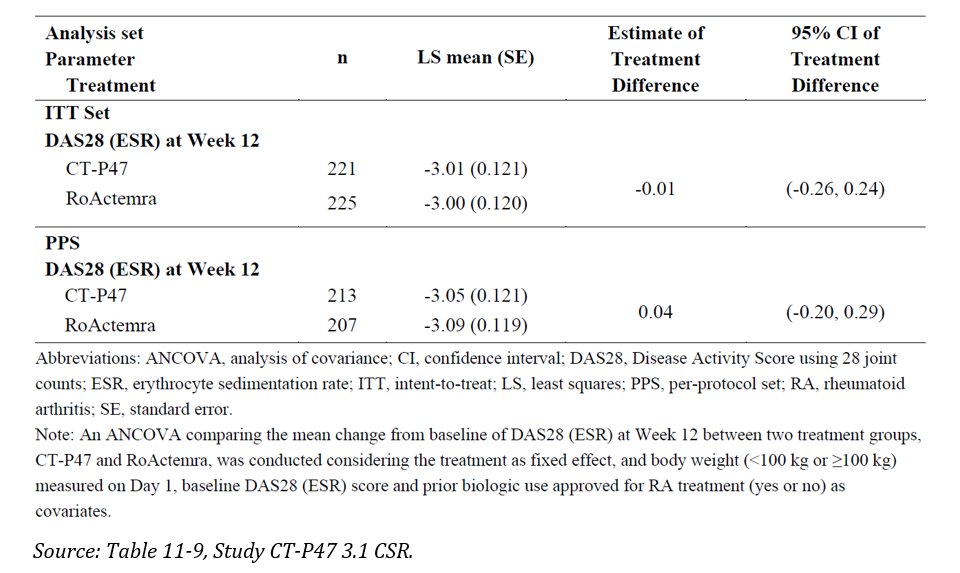 Analysis set Parameter Treatment n LS mean (SE) Estimate of Treatment Difference 95% CI of Treatment Difference
ITT Set
DAS28 (ESR) at Week 12
CT-P47 221 -3.01 (0.121) -0.01 (-0.26, 0.24)
RoActemra 225 -3.00 (0.120)
PPS
DAS28 (ESR) at Week 12
CT-P47 213 -3.05 (0.121) 0.04 (-0.20, 0.29)
RoActemra 207 -3.09 (0.119)
Abbreviations: ANCOVA, analysis of covariance; CI, confidence interval; DAS28, Disease Activity Score using 28 joint
counts; ESR, erythrocyte sedimentation rate; ITT, intent-to-treat; LS, least squares; PPS, per-protocol set; RA, rheumatoid
arthritis; SE, standard error.
Note: An ANCOVA comparing the mean change from baseline of DAS28 (ESR) at Week 12 between two treatment groups,
CT-P47 and RoActemra, was conducted considering the treatment as fixed effect, and body weight (<100 kg or ≥100 kg)
measured on Day 1, baseline DAS28 (ESR) score and prior biologic use approved for RA treatment (yes or no) as
covariates.
Source: Table 11-9, Study CT-P47 3.1 CSR.